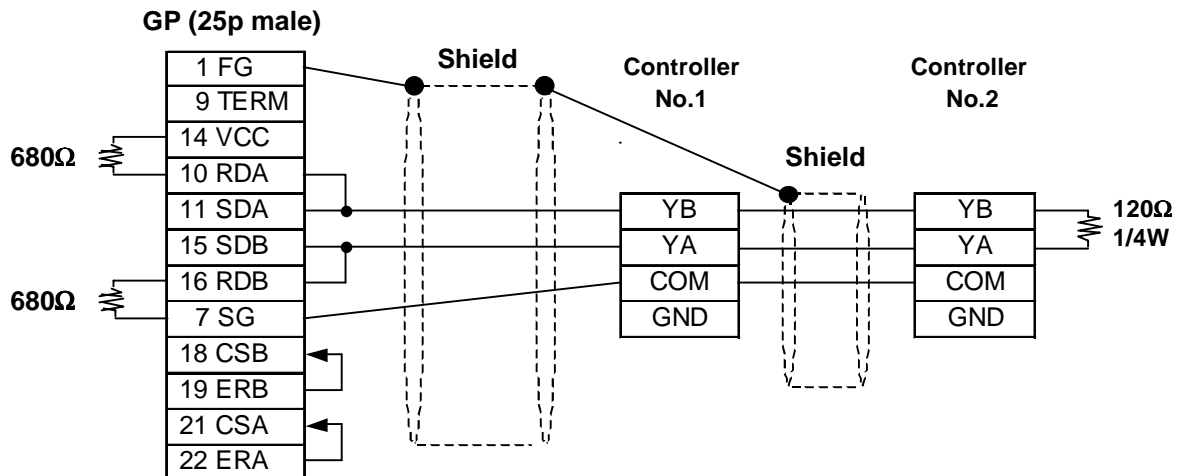 GP (25p male)
1 FG
9 TERM
14 VCC
10 RDA
11 SDA
15 SDB
16 RDB
7 SG
18 CSB
19 ERB
21 CSA
22 ERA
680Ω
680Ω
Shield
Controller
No.1
YB
YA
COM
GND
Shield
Controller
No.2
YB
YA
COM
GND
120Ω
1/4W